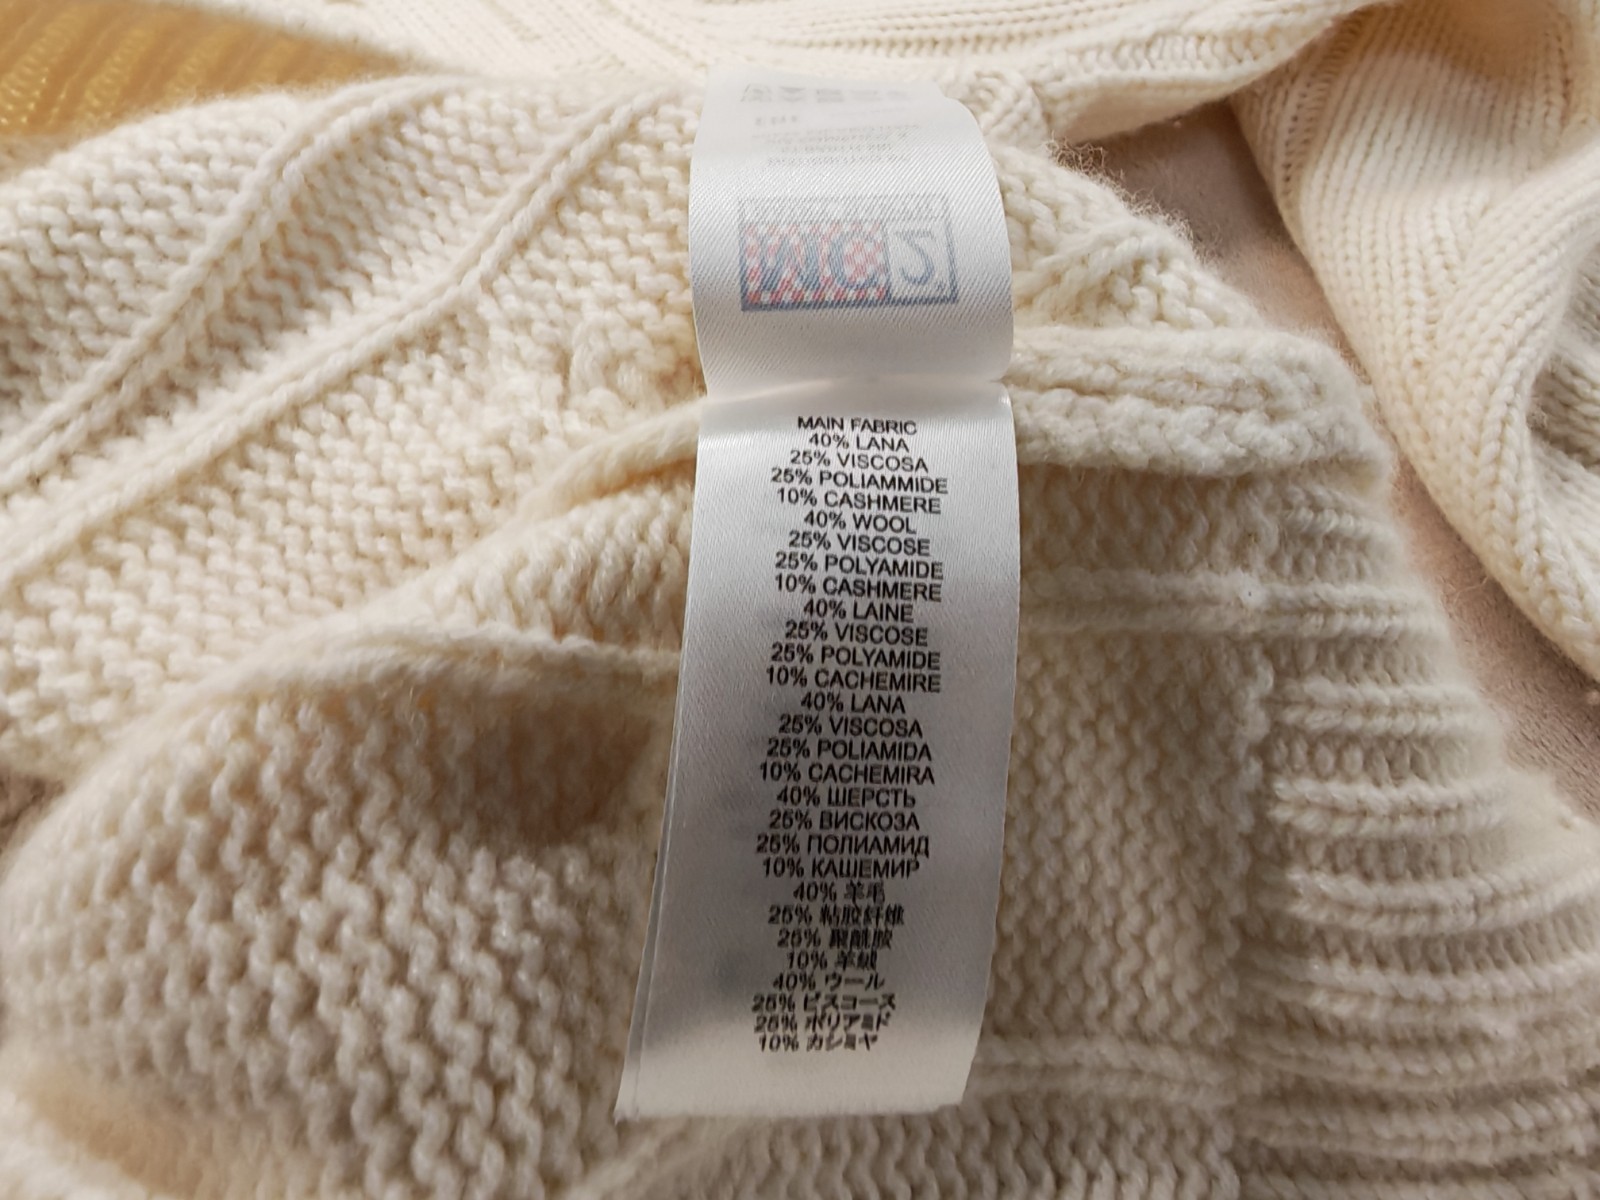 MAIN FABRIC
40% LANA
25% VISCOSA
25% POLIAMMIDE
10% CASHMERE
40% WOOL
25% VISCOSE
25% POLYAMIDE
10% CASHMERE
40% LAINE
25% VISCOSE
25% POLYAMIDE
10% CACHEMIRE
40% LANA
25% VISCOSA
25% POLIAMIDA
10% CACHEMIRA
40% ШЕРСТЬ
25% ВИСКОЗА
25% ПОЛИАМИД
10% КАШЕМИР
40% 羊毛
25% 粘胶纤维
25% 聚酰胺
10% 羊绒
40% ウール
25% ビスコース
25% ポリアミド
10% カシミヤ